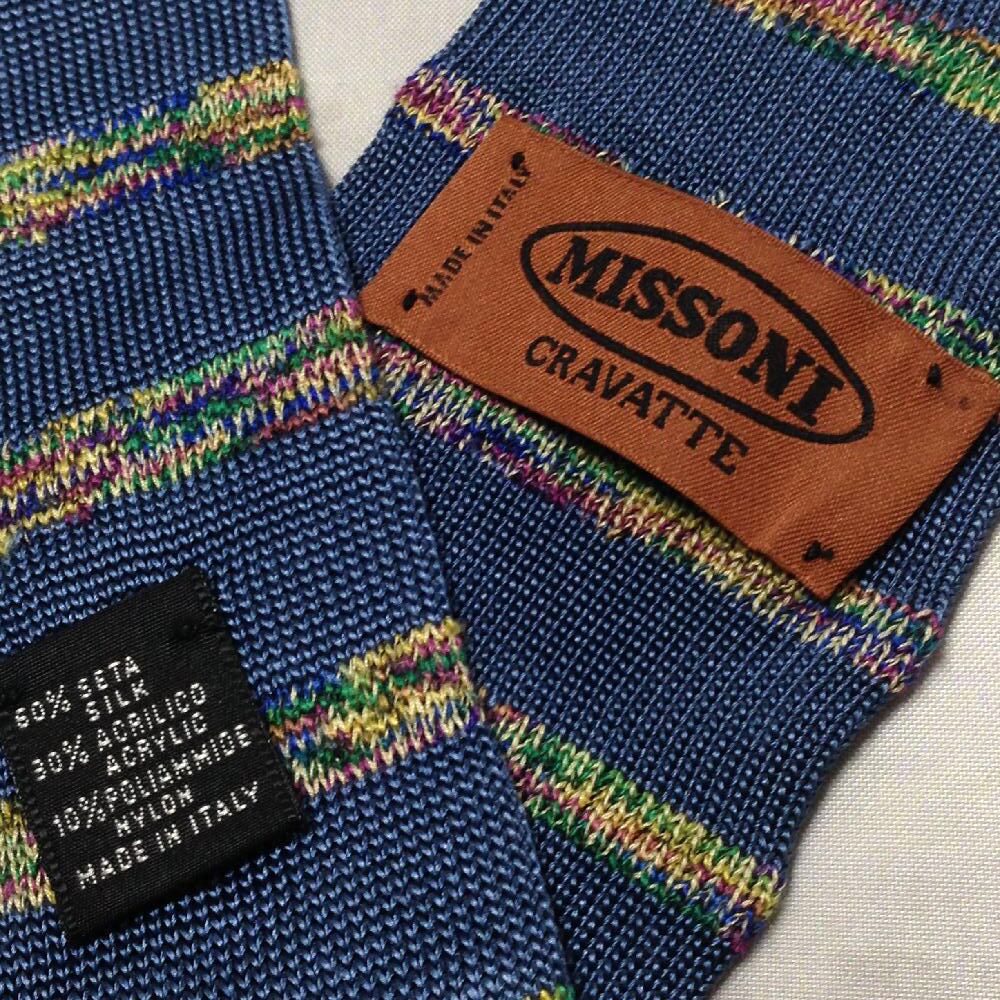 MADE IN ITALY
MISSONI
CRAVATTE
60% SETA
SILK
30% ACRILICO
ACRYLIC
10% POLIAMMIDE
NYLON
MADE IN ITALY